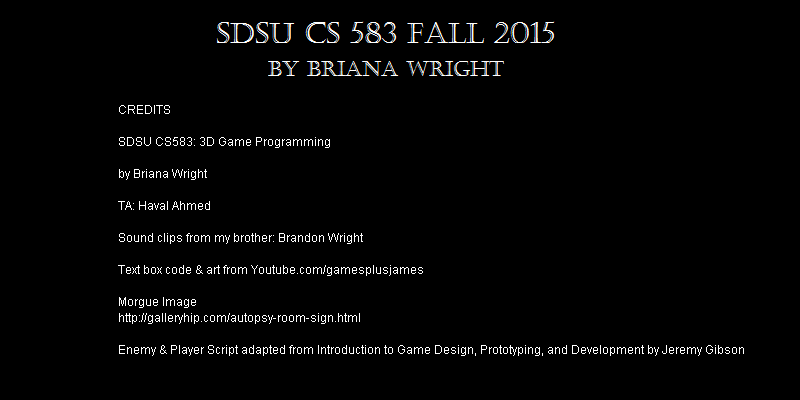 SDSU CS 583 FALL 2015
BY BRIANA WRIGHT
CREDITS
SDSU CS583: 3D Game Programming
by Briana Wright
TA: Haval Ahmed
Sound clips from my brother: Brandon Wright
Text box code & art from Youtube.com/gamesplusjames
Morgue Image
http://galleryhip.com/autopsy-room-sign.html
Enemy & Player Script adapted from Introduction to Game Design, Prototyping, and Development by Jeremy Gibson